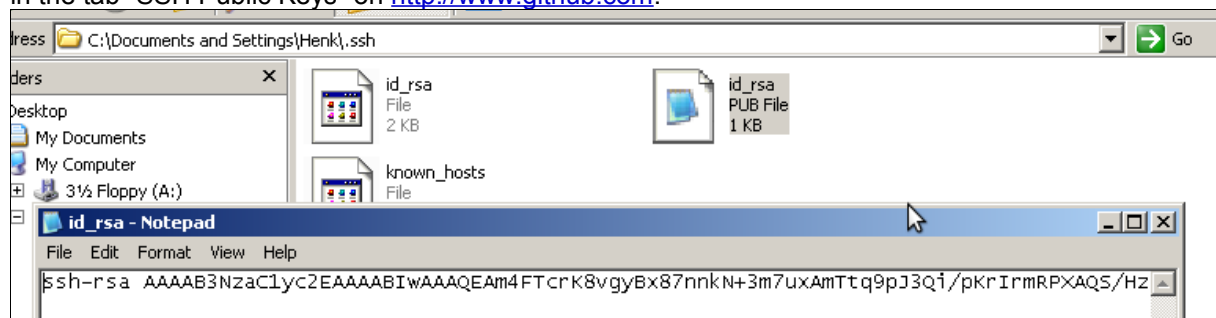 in the tab "SSH Public Keys" on http://www.github.com.
dress C:\Documents and Settings\Henk\.ssh Go
ders
Desktop
My Documents
My Computer
3½ Floppy (A:)
id_rsa
File
2 KB
id_rsa
PUB File
1 KB
known_hosts
File
id_rsa - Notepad
File Edit Format View Help
ssh-rsa AAAAB3NzaC1yc2EAAAABIwAAAQEAm4FTcrK8vgyBx87nnkN+3m7uxAmTtq9pJ3Qi/pKrIrmRPXAQS/Hz